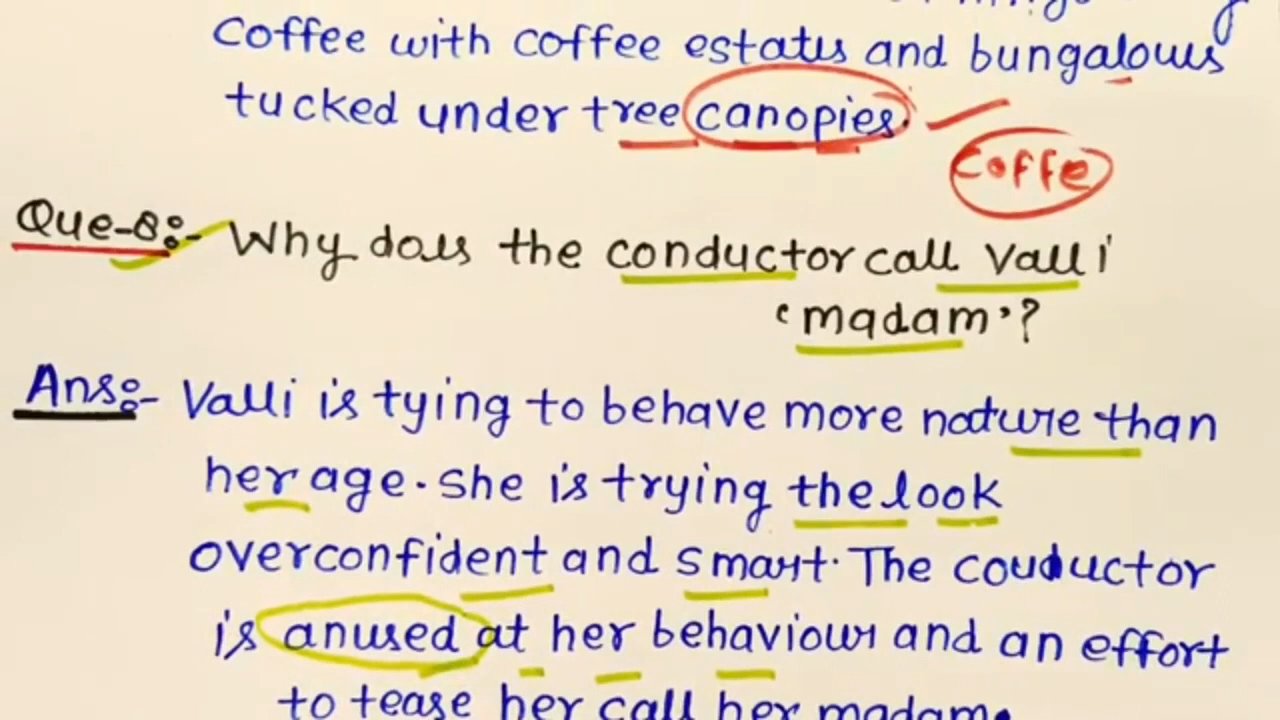 Coffee with coffee estates and bungalows
tucked under tree canopies.
Coffe
Que-8:- Why does the conductor call Valli
'madam'?
Ans:- Valli is tying to behave more nature than
her age. She is trying the look
overconfident and smart. The couductor
is anused at her behaviour and an effort
to tease her call her madam.